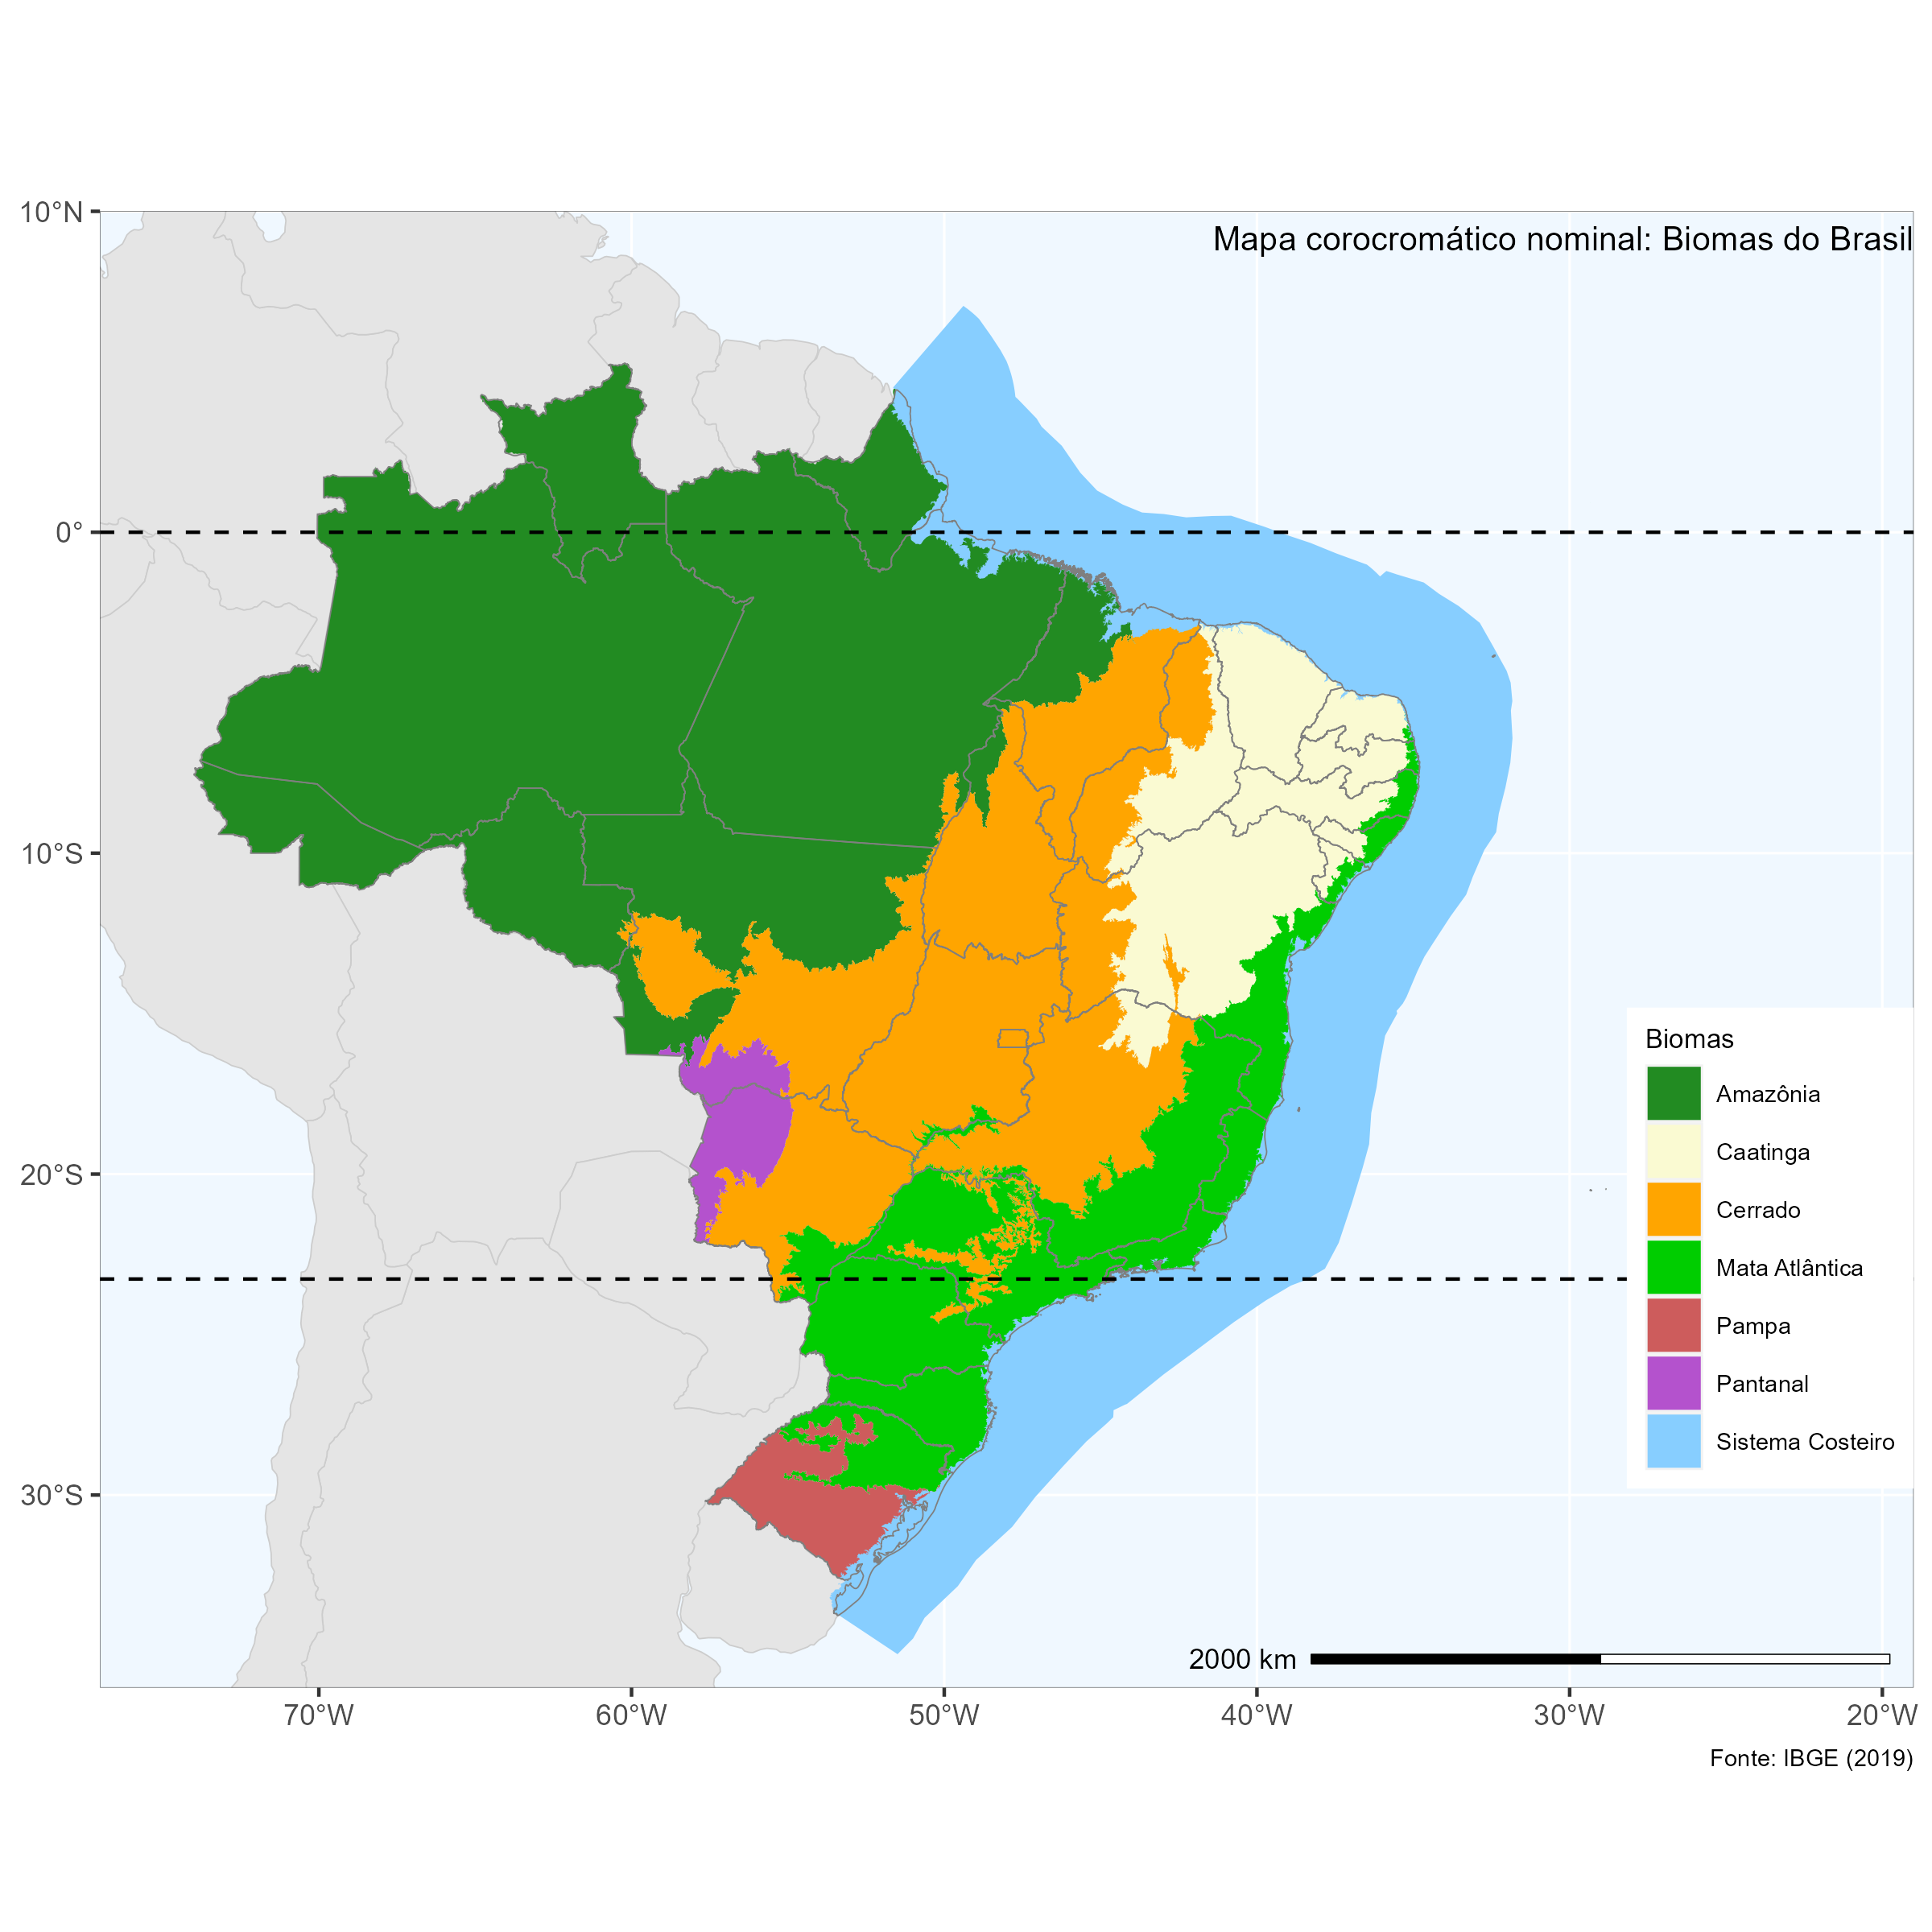 Mapa corocromático nominal: Biomas do Brasil
10°N
0°
10°S
20°S
30°S
Biomas
Amazônia
Caatinga
Cerrado
Mata Atlântica
Pampa
Pantanal
Sistema Costeiro
2000 km
70°W 60°W 50°W 40°W 30°W 20°W
Fonte: IBGE (2019)